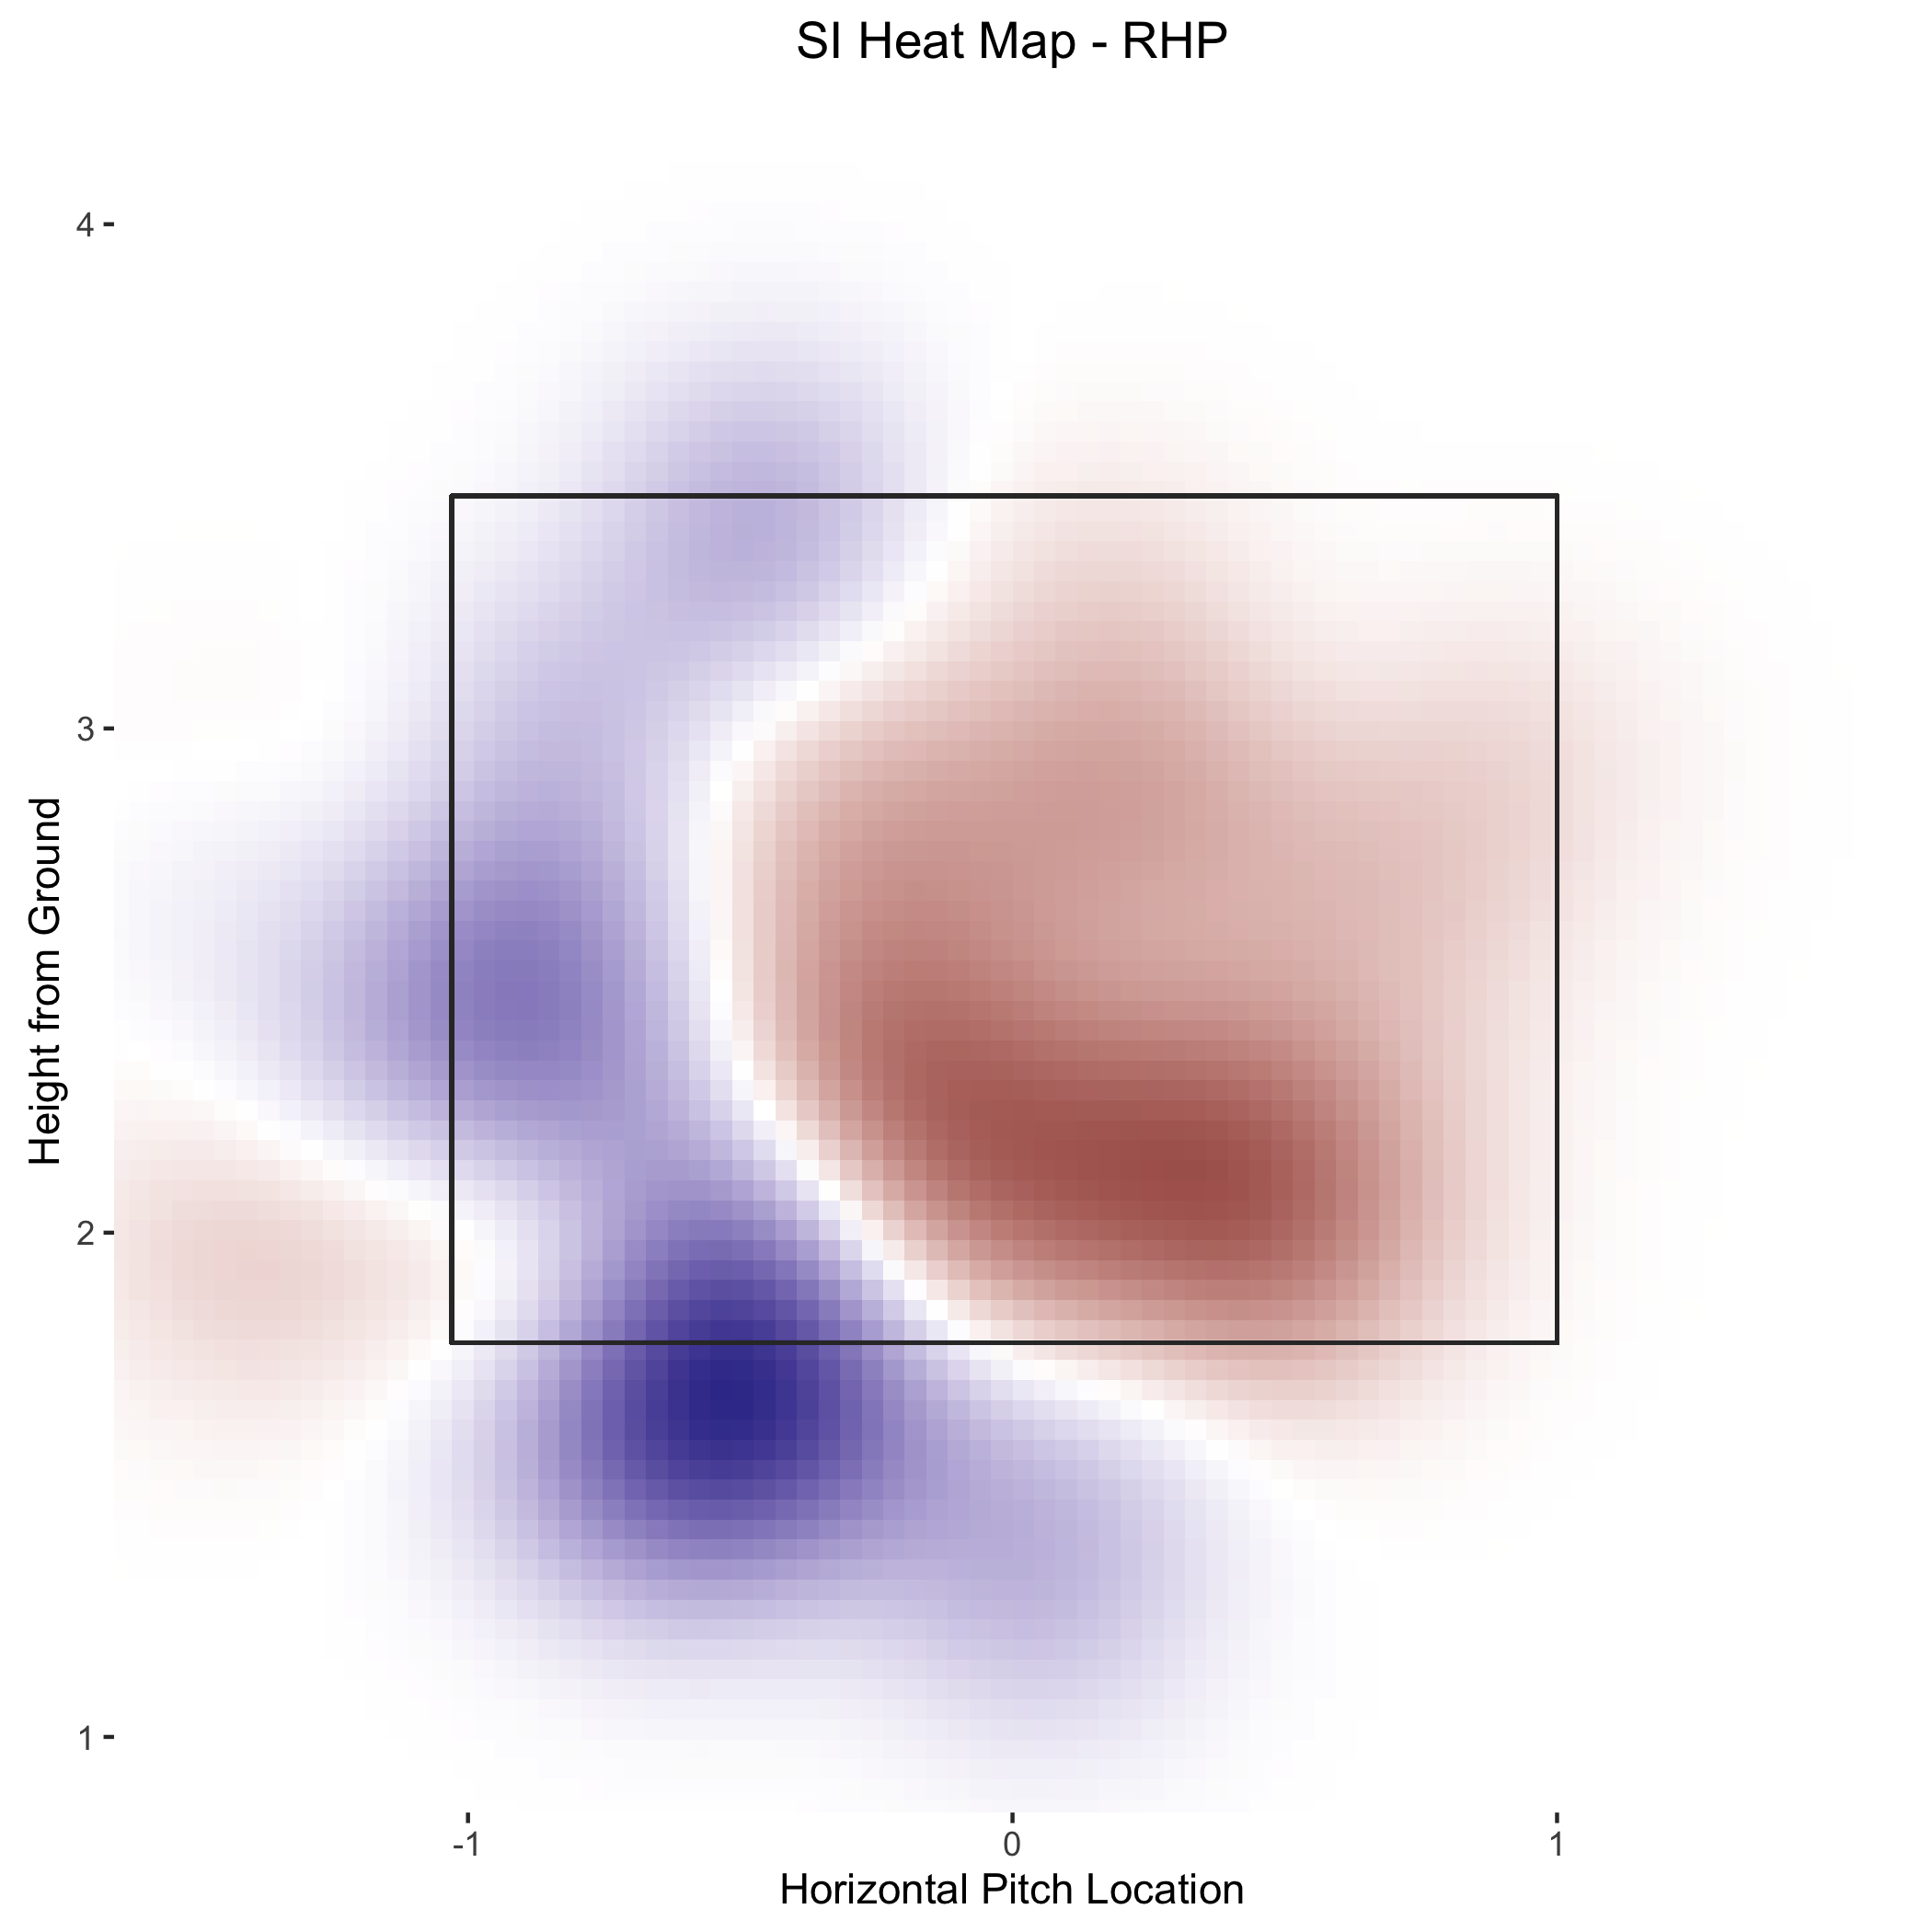 SI Heat Map - RHP
4
3
2
1
Height from Ground
-1 0 1
Horizontal Pitch Location